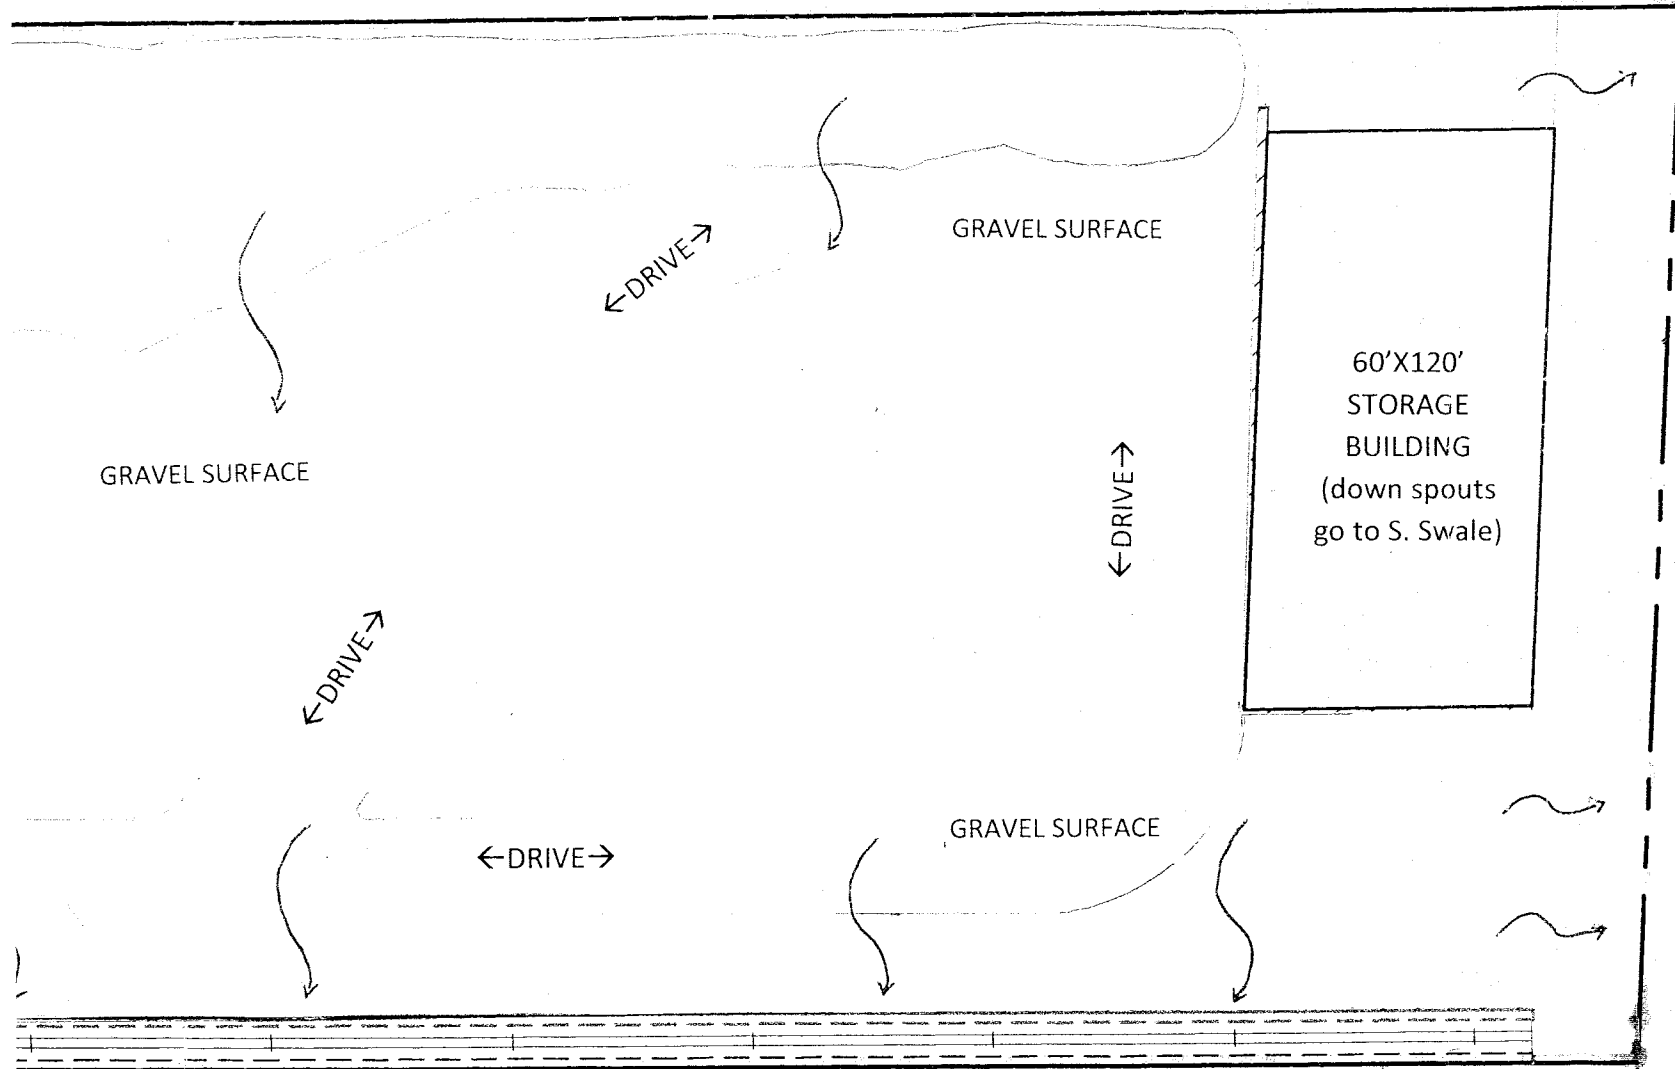 GRAVEL SURFACE
←DRIVE→
60'X120'
STORAGE
BUILDING
(down spouts
go to S. Swale)
GRAVEL SURFACE
←DRIVE→
←DRIVE→
GRAVEL SURFACE
←DRIVE→